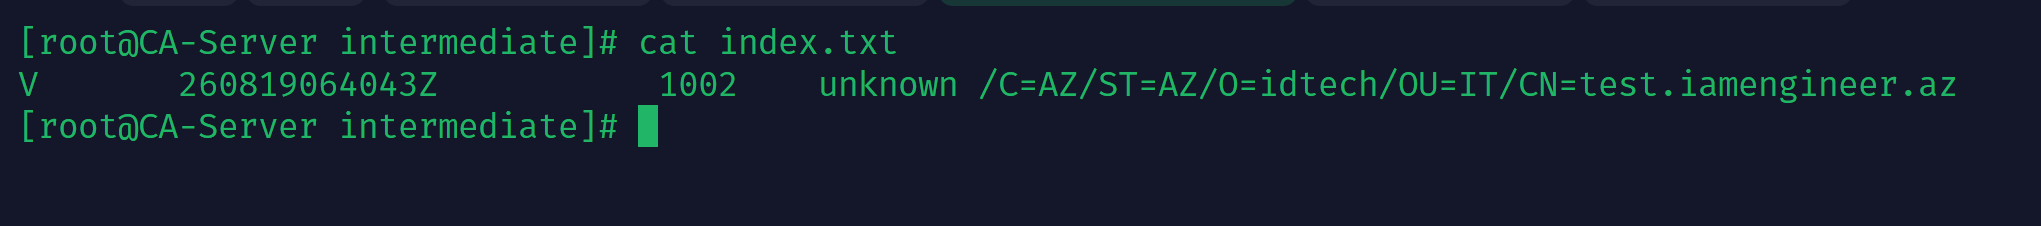 [root@CA-Server intermediate]# cat index.txt
V       260819064043Z           1002    unknown /C=AZ/ST=AZ/O=idtech/OU=IT/CN=test.iamengineer.az
[root@CA-Server intermediate]#